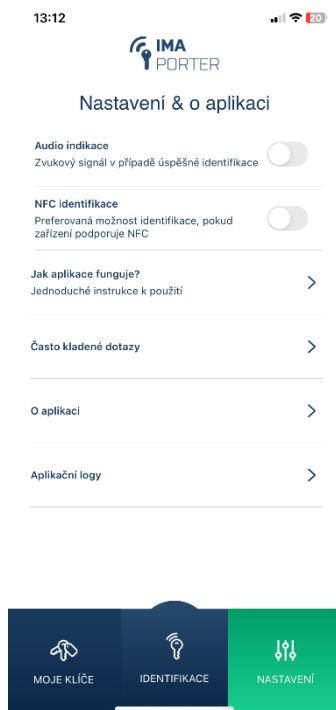 13:12
20
IMA
PORTER
Nastavení & o aplikaci
Audio indikace
Zvukový signál v případě úspěšné identifikace
NFC identifikace
Preferovaná možnost identifikace, pokud
zařízení podporuje NFC
Jak aplikace funguje?
Jednoduché instrukce k použití
Často kladené dotazy
O aplikaci
Aplikační logy
MOJE KLÍČE
IDENTIFIKACE
NASTAVENÍ